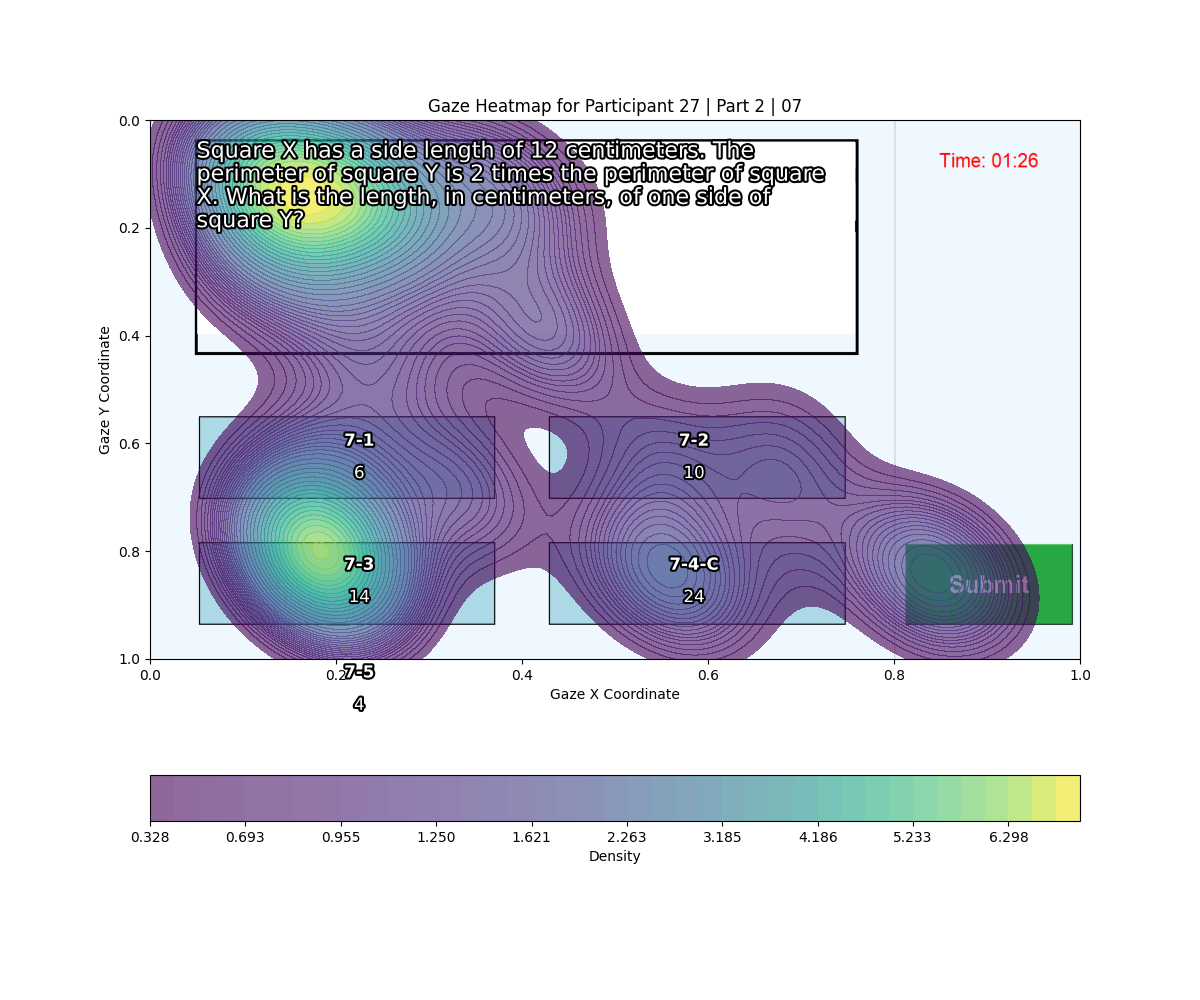 Gaze Heatmap for Participant 27 | Part 2 | 07
Square X has a side length of 12 centimeters. The
perimeter of square Y is 2 times the perimeter of square
X. What is the length, in centimeters, of one side of
square Y?
Time: 01:26
7-1
6
7-2
10
7-3
14
7-4-C
24
Submit
7-5
4
0.0
0.2
0.4
0.6
0.8
1.0
Gaze Y Coordinate
0.0 0.2 0.4 0.6 0.8 1.0
Gaze X Coordinate
0.328 0.693 0.955 1.250 1.621 2.263 3.185 4.186 5.233 6.298
Density